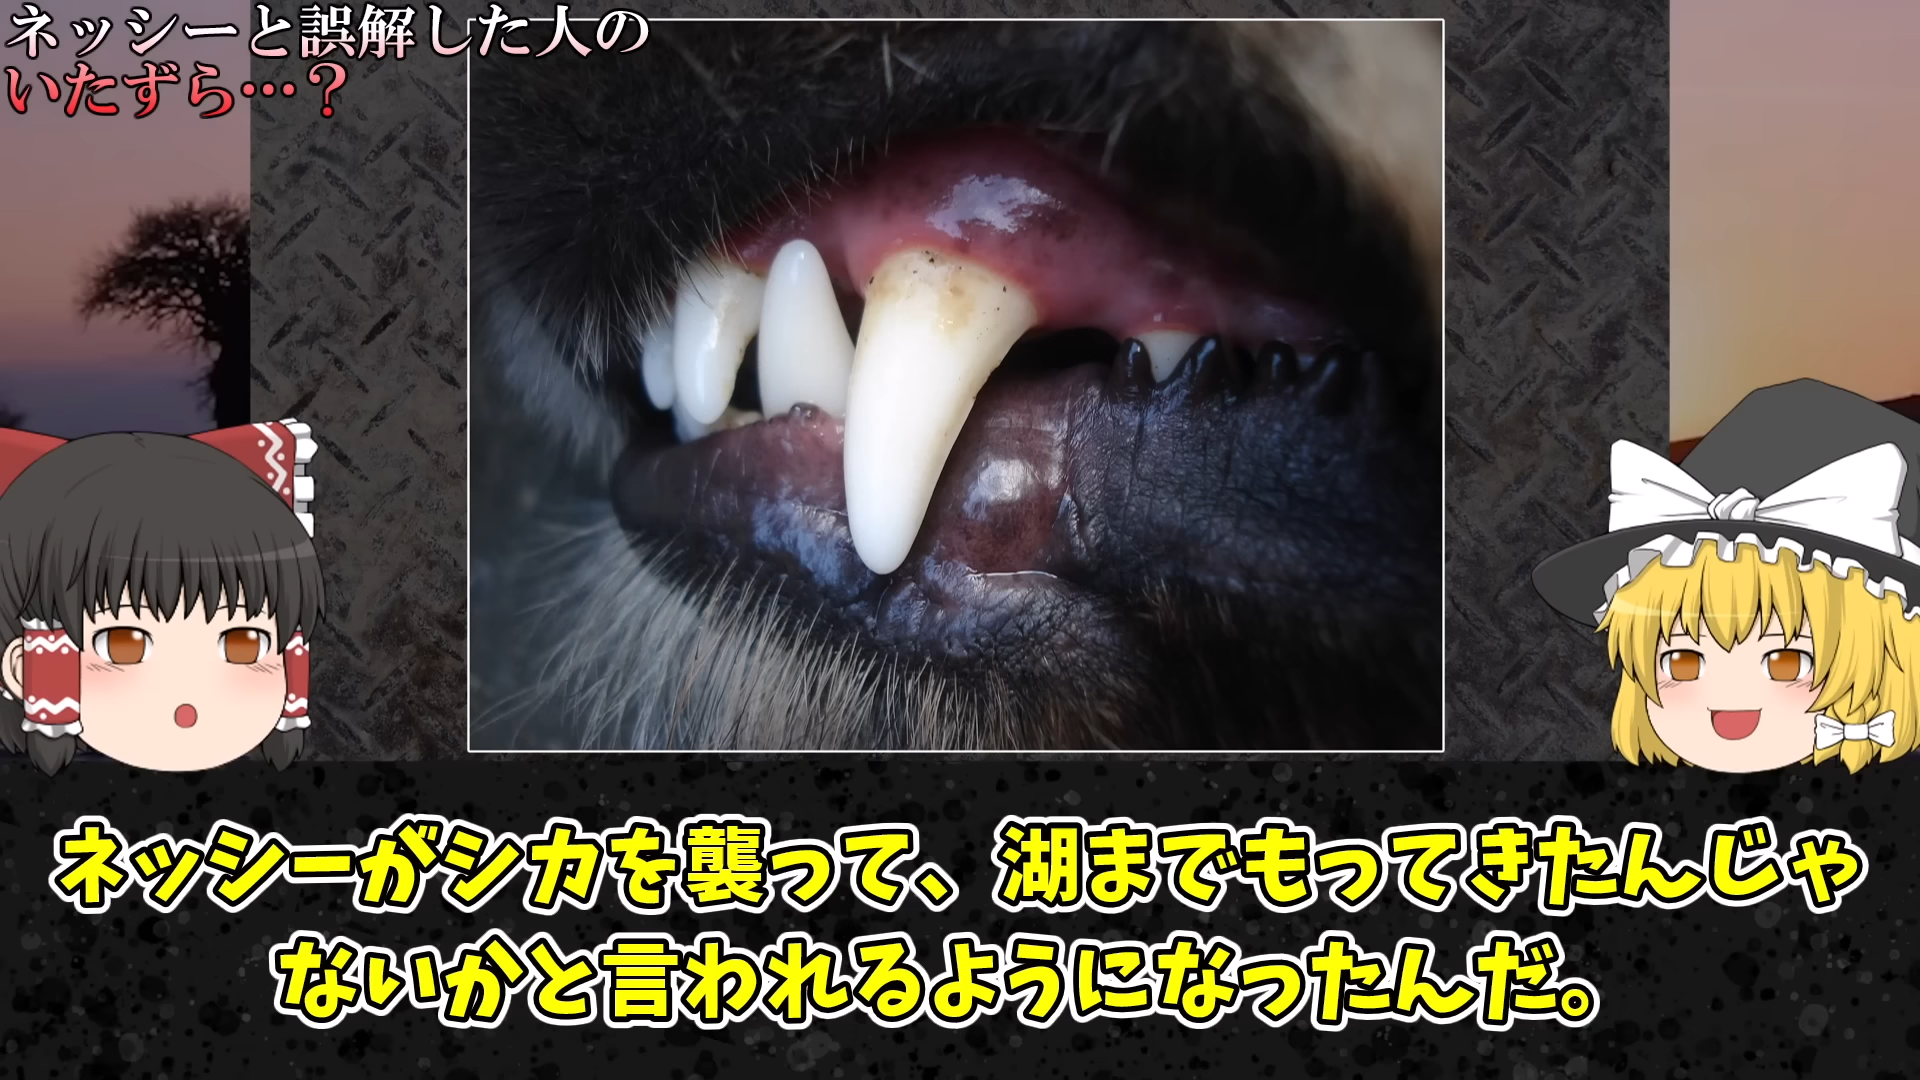 ネッシーと誤解した人の
いたずら…？
ネッシーがシカを襲って、湖までもってきたんじゃ
ないかと言われるようになったんだ。